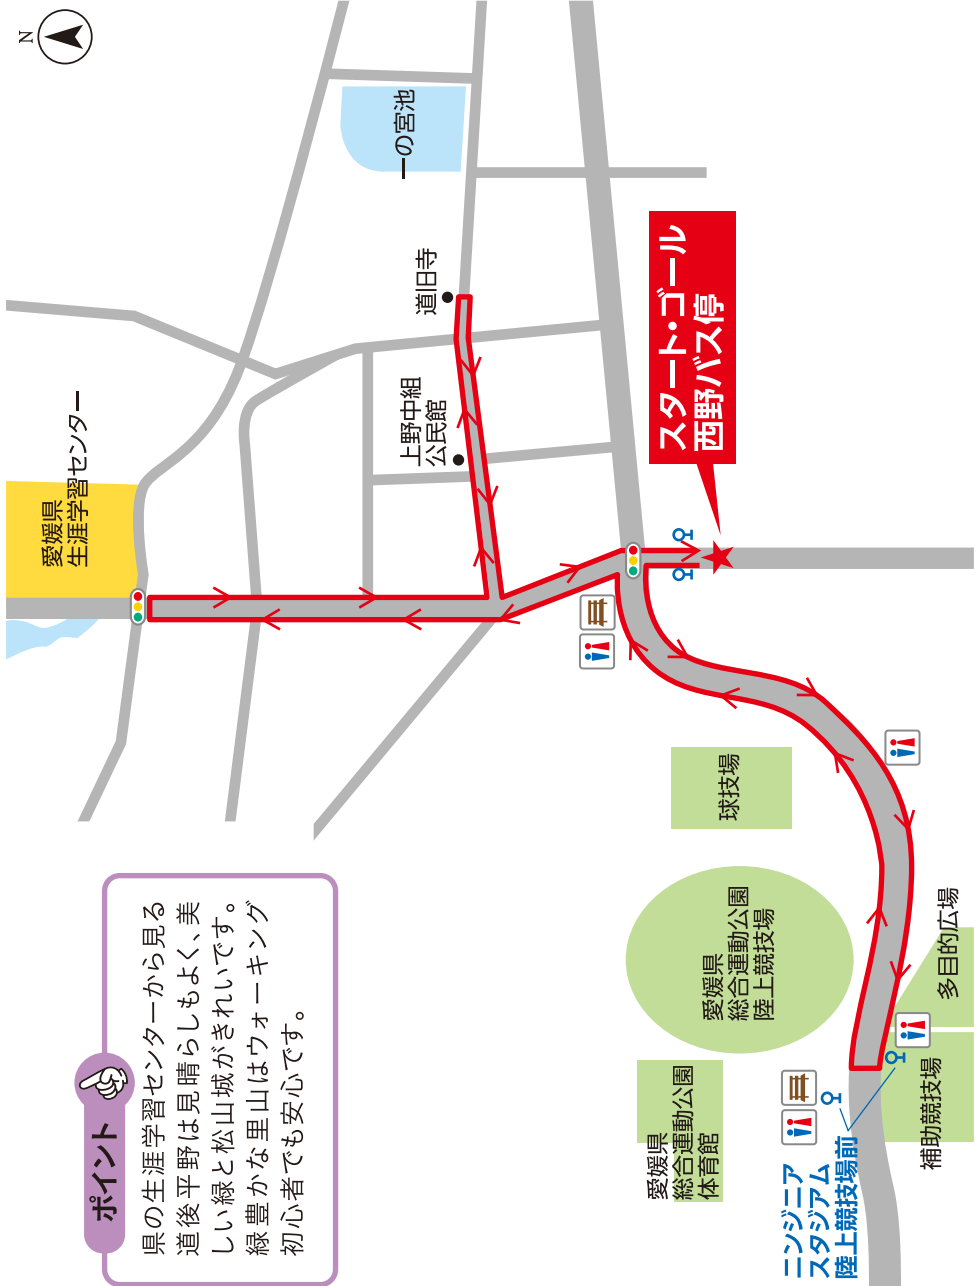 N
一の宮池
道旧寺
上野中組
公民館
愛媛県
生涯学習センター
スタート・ゴール
西野バス停
球技場
愛媛県
総合運動公園
陸上競技場
多目的広場
愛媛県
総合運動公園
体育館
補助競技場
ニンジニア
スタジアム
陸上競技場前
ポイント
県の生涯学習センターから見る
道後平野は見晴らしもよく、美
しい緑と松山城がきれいです。
緑豊かな里山はウォーキング
初心者でも安心です。